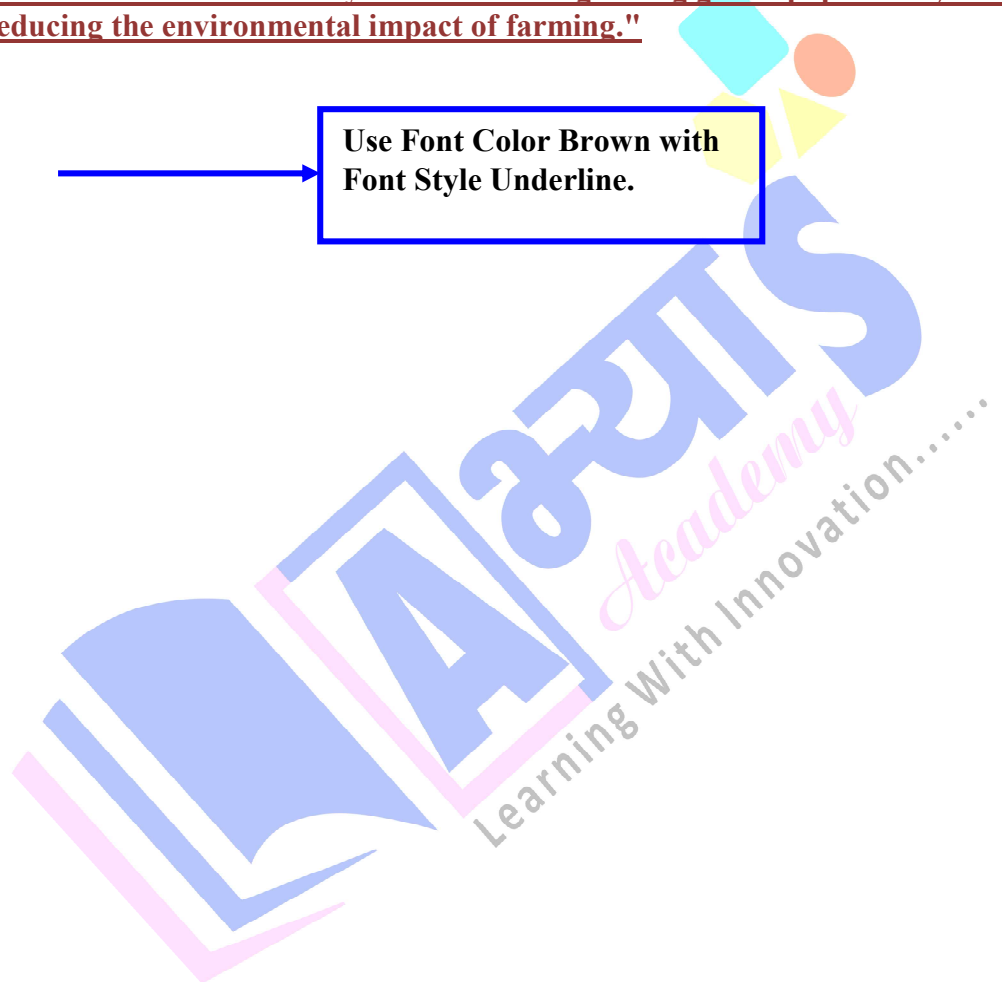 educing the environmental impact of farming."
Use Font Color Brown with
Font Style Underline.
A भ्यास
Academy
Learning With Innovation......